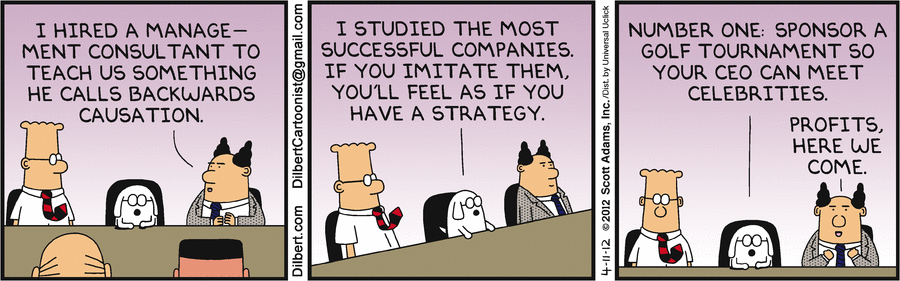 I HIRED A MANAGE-
MENT CONSULTANT TO
TEACH US SOMETHING
HE CALLS BACKWARDS
CAUSATION.
Dilbert.com DilbertCartoonist@gmail.com
I STUDIED THE MOST
SUCCESSFUL COMPANIES.
IF YOU IMITATE THEM,
YOU'LL FEEL AS IF YOU
HAVE A STRATEGY.
4-11-12 © 2012 Scott Adams, Inc. /Dist. by Universal Uclick
NUMBER ONE: SPONSOR A
GOLF TOURNAMENT SO
YOUR CEO CAN MEET
CELEBRITIES.
PROFITS,
HERE WE
COME.